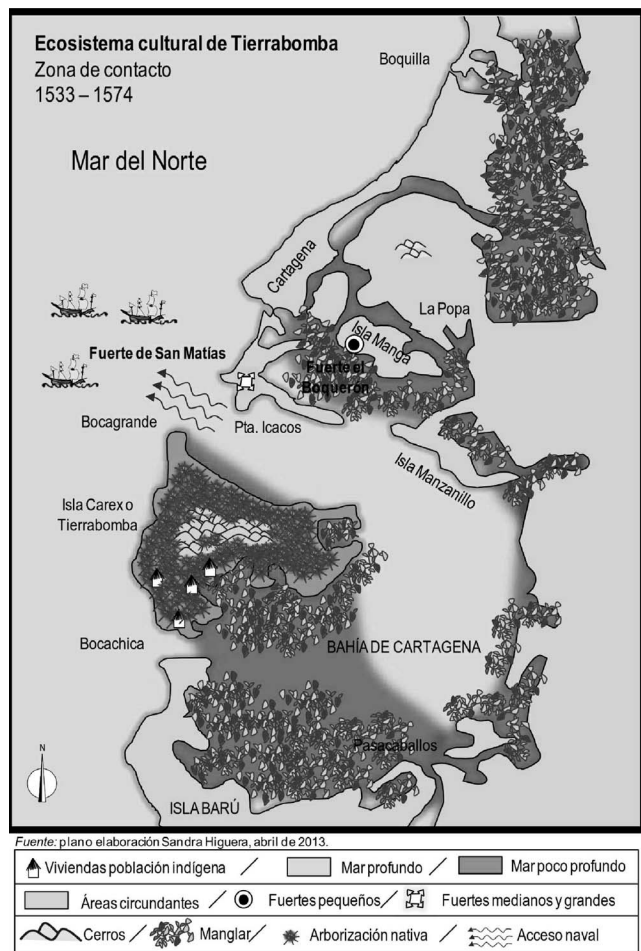 Ecosistema cultural de Tierrabomba
Zona de contacto
1533 – 1574
Boquilla
Mar del Norte
Cartagena
La Popa
Isla Manga
Fuerte de San Matías
Fuerte el
Boquerón
Bocagrande
Pta. Icacos
Isla Manzanillo
Isla Carex o
Tierrabomba
Bocachica
BAHÍA DE CARTAGENA
Pasacaballos
N
ISLA BARÚ
Fuente: plano elaboración Sandra Higuera, abril de 2013.
Viviendas población indígena / Mar profundo / Mar poco profundo
Áreas circundantes / Fuertes pequeños / Fuertes medianos y grandes
Cerros / Manglar / Arborización nativa / Acceso naval